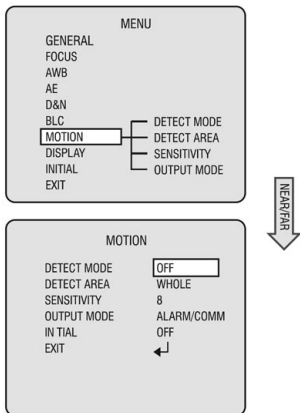 MENU
GENERAL
FOCUS
AWB
AE
D&N
BLC
DETECT MODE
MOTION
DETECT AREA
DISPLAY
SENSITIVITY
INITIAL
OUTPUT MODE
EXIT
NEAR/FAR
MOTION
DETECT MODE OFF
DETECT AREA WHOLE
SENSITIVITY 8
OUTPUT MODE ALARM/COMM
IN TIAL OFF
EXIT